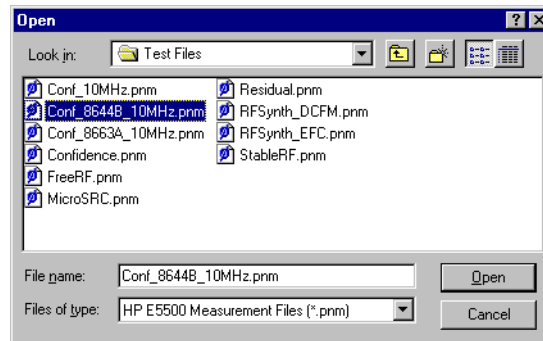 Open
Look in: Test Files
Conf_10MHz.pnm
Conf_8644B_10MHz.pnm
Conf_8663A_10MHz.pnm
Confidence.pnm
FreeRF.pnm
MicroSRC.pnm
Residual.pnm
RFSynth_DCFM.pnm
RFSynth_EFC.pnm
StableRF.pnm
File name: Conf_8644B_10MHz.pnm
Open
Files of type: HP E5500 Measurement Files (*.pnm)
Cancel